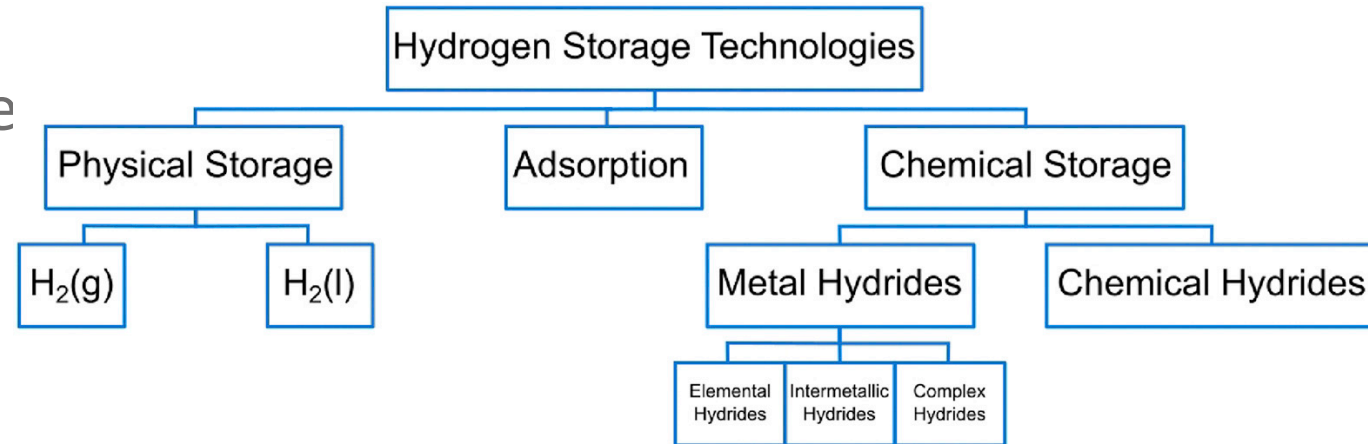 Hydrogen Storage Technologies
e
Physical Storage
Adsorption
Chemical Storage
H₂(g)
H₂(l)
Metal Hydrides
Chemical Hydrides
Elemental
Hydrides
Intermetallic
Hydrides
Complex
Hydrides